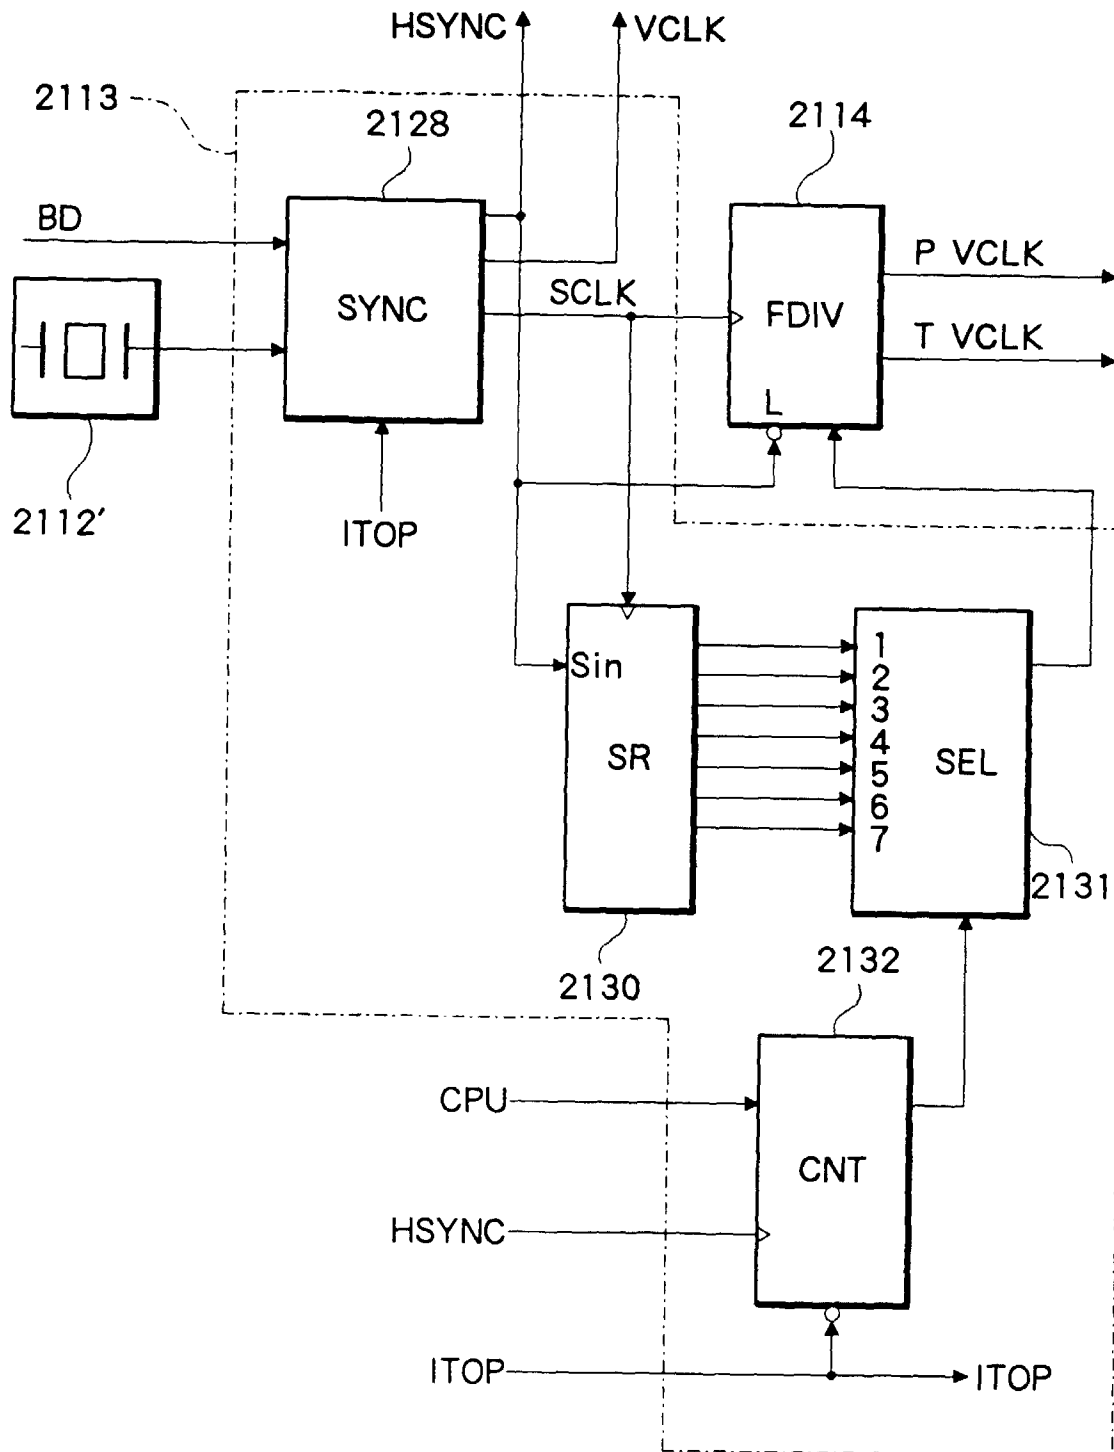 HSYNC
VCLK
2113
2128
2114
BD
SYNC
SCLK
FDIV
P VCLK
T VCLK
L
2112′
ITOP
Sin
SR
1
2
3
4
5
6
7
SEL
2131
2130
2132
CPU
CNT
HSYNC
ITOP
ITOP